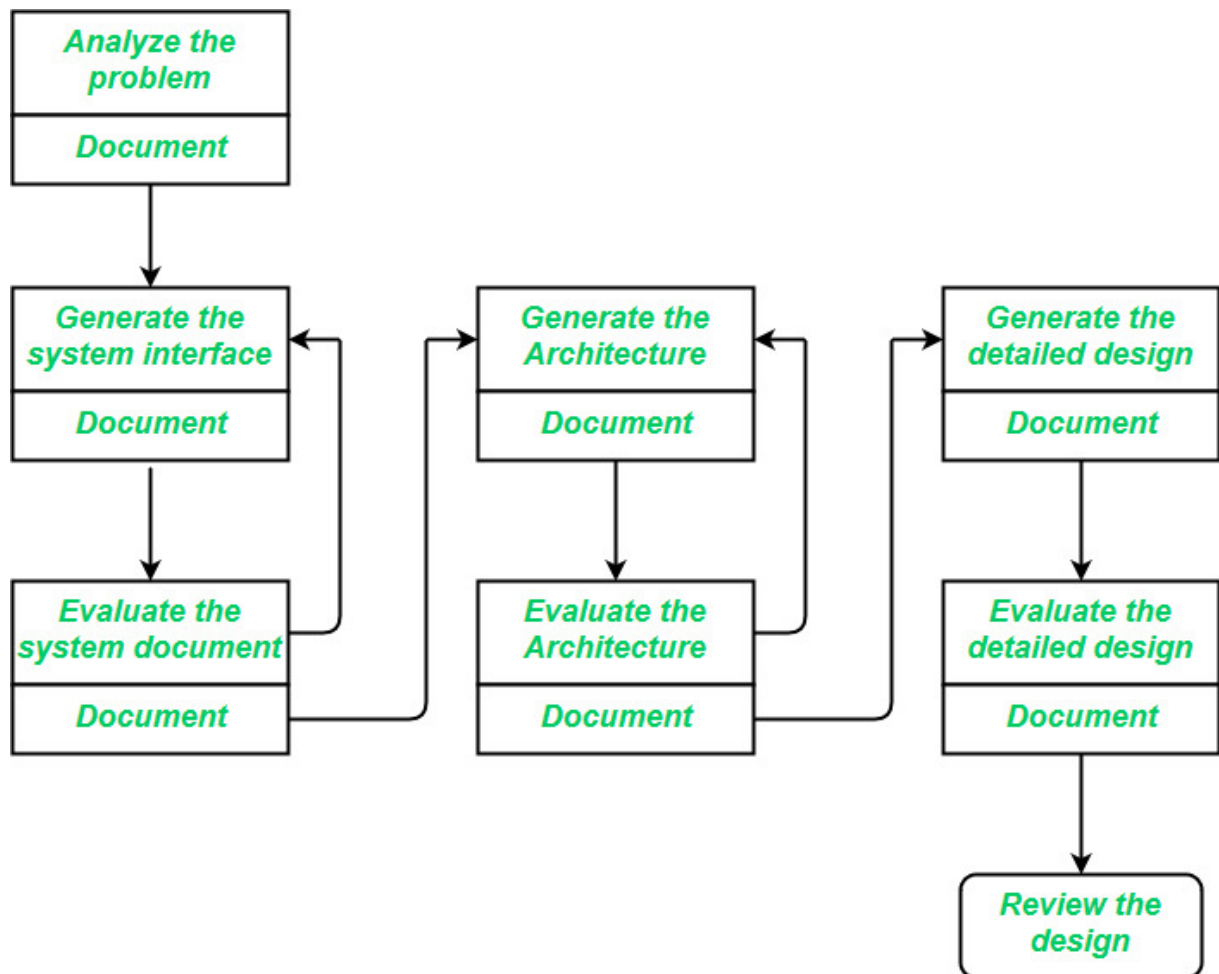 Analyze the
problem
Document
Generate the
system interface
Document
Evaluate the
system document
Document
Generate the
Architecture
Document
Evaluate the
Architecture
Document
Generate the
detailed design
Document
Evaluate the
detailed design
Document
Review the
design